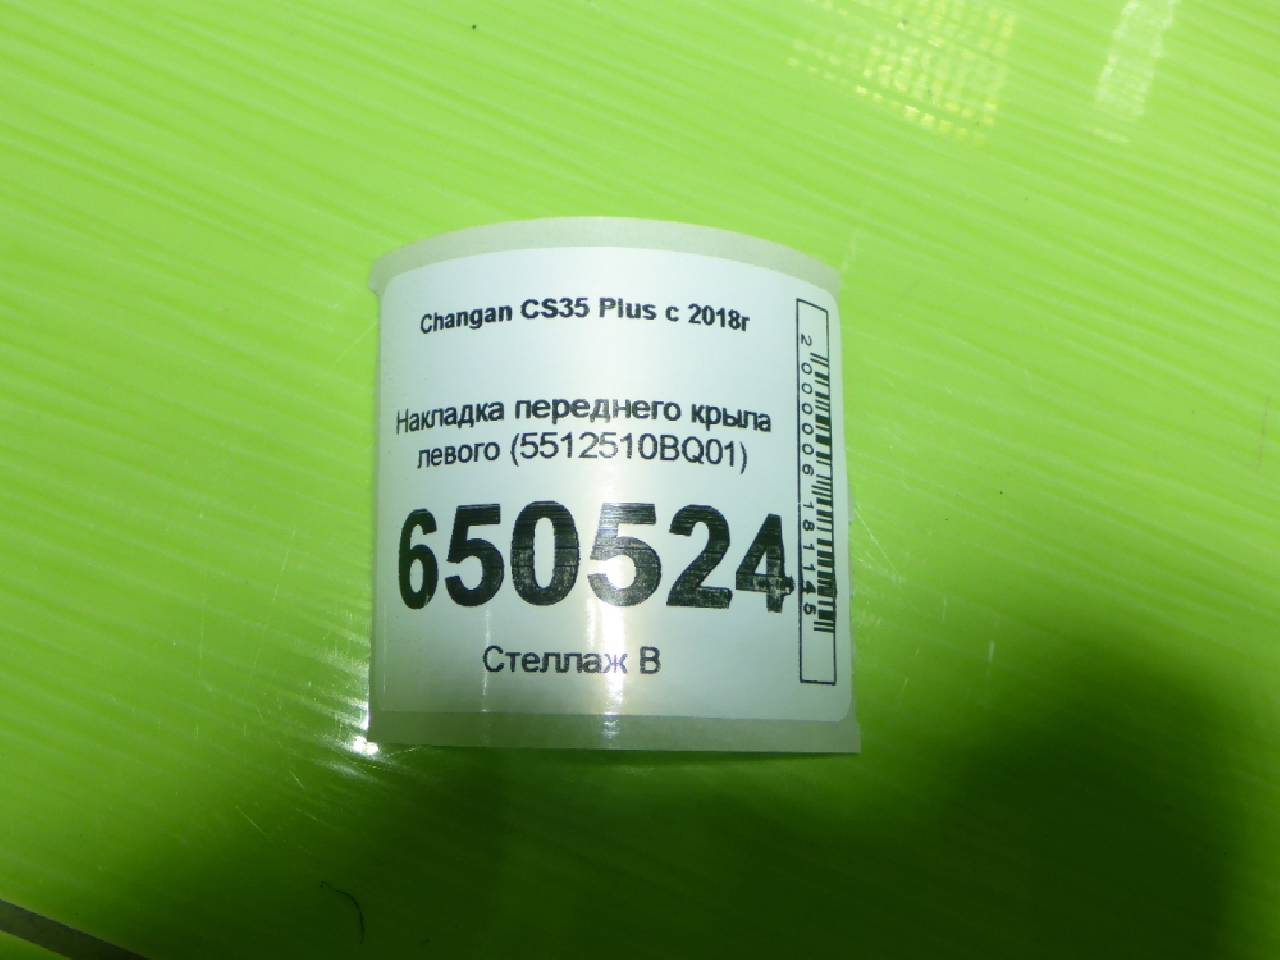 Changan CS35 Plus с 2018г
Накладка переднего крыла
левого (5512510BQ01)
650524
Стеллаж В
2000006181145